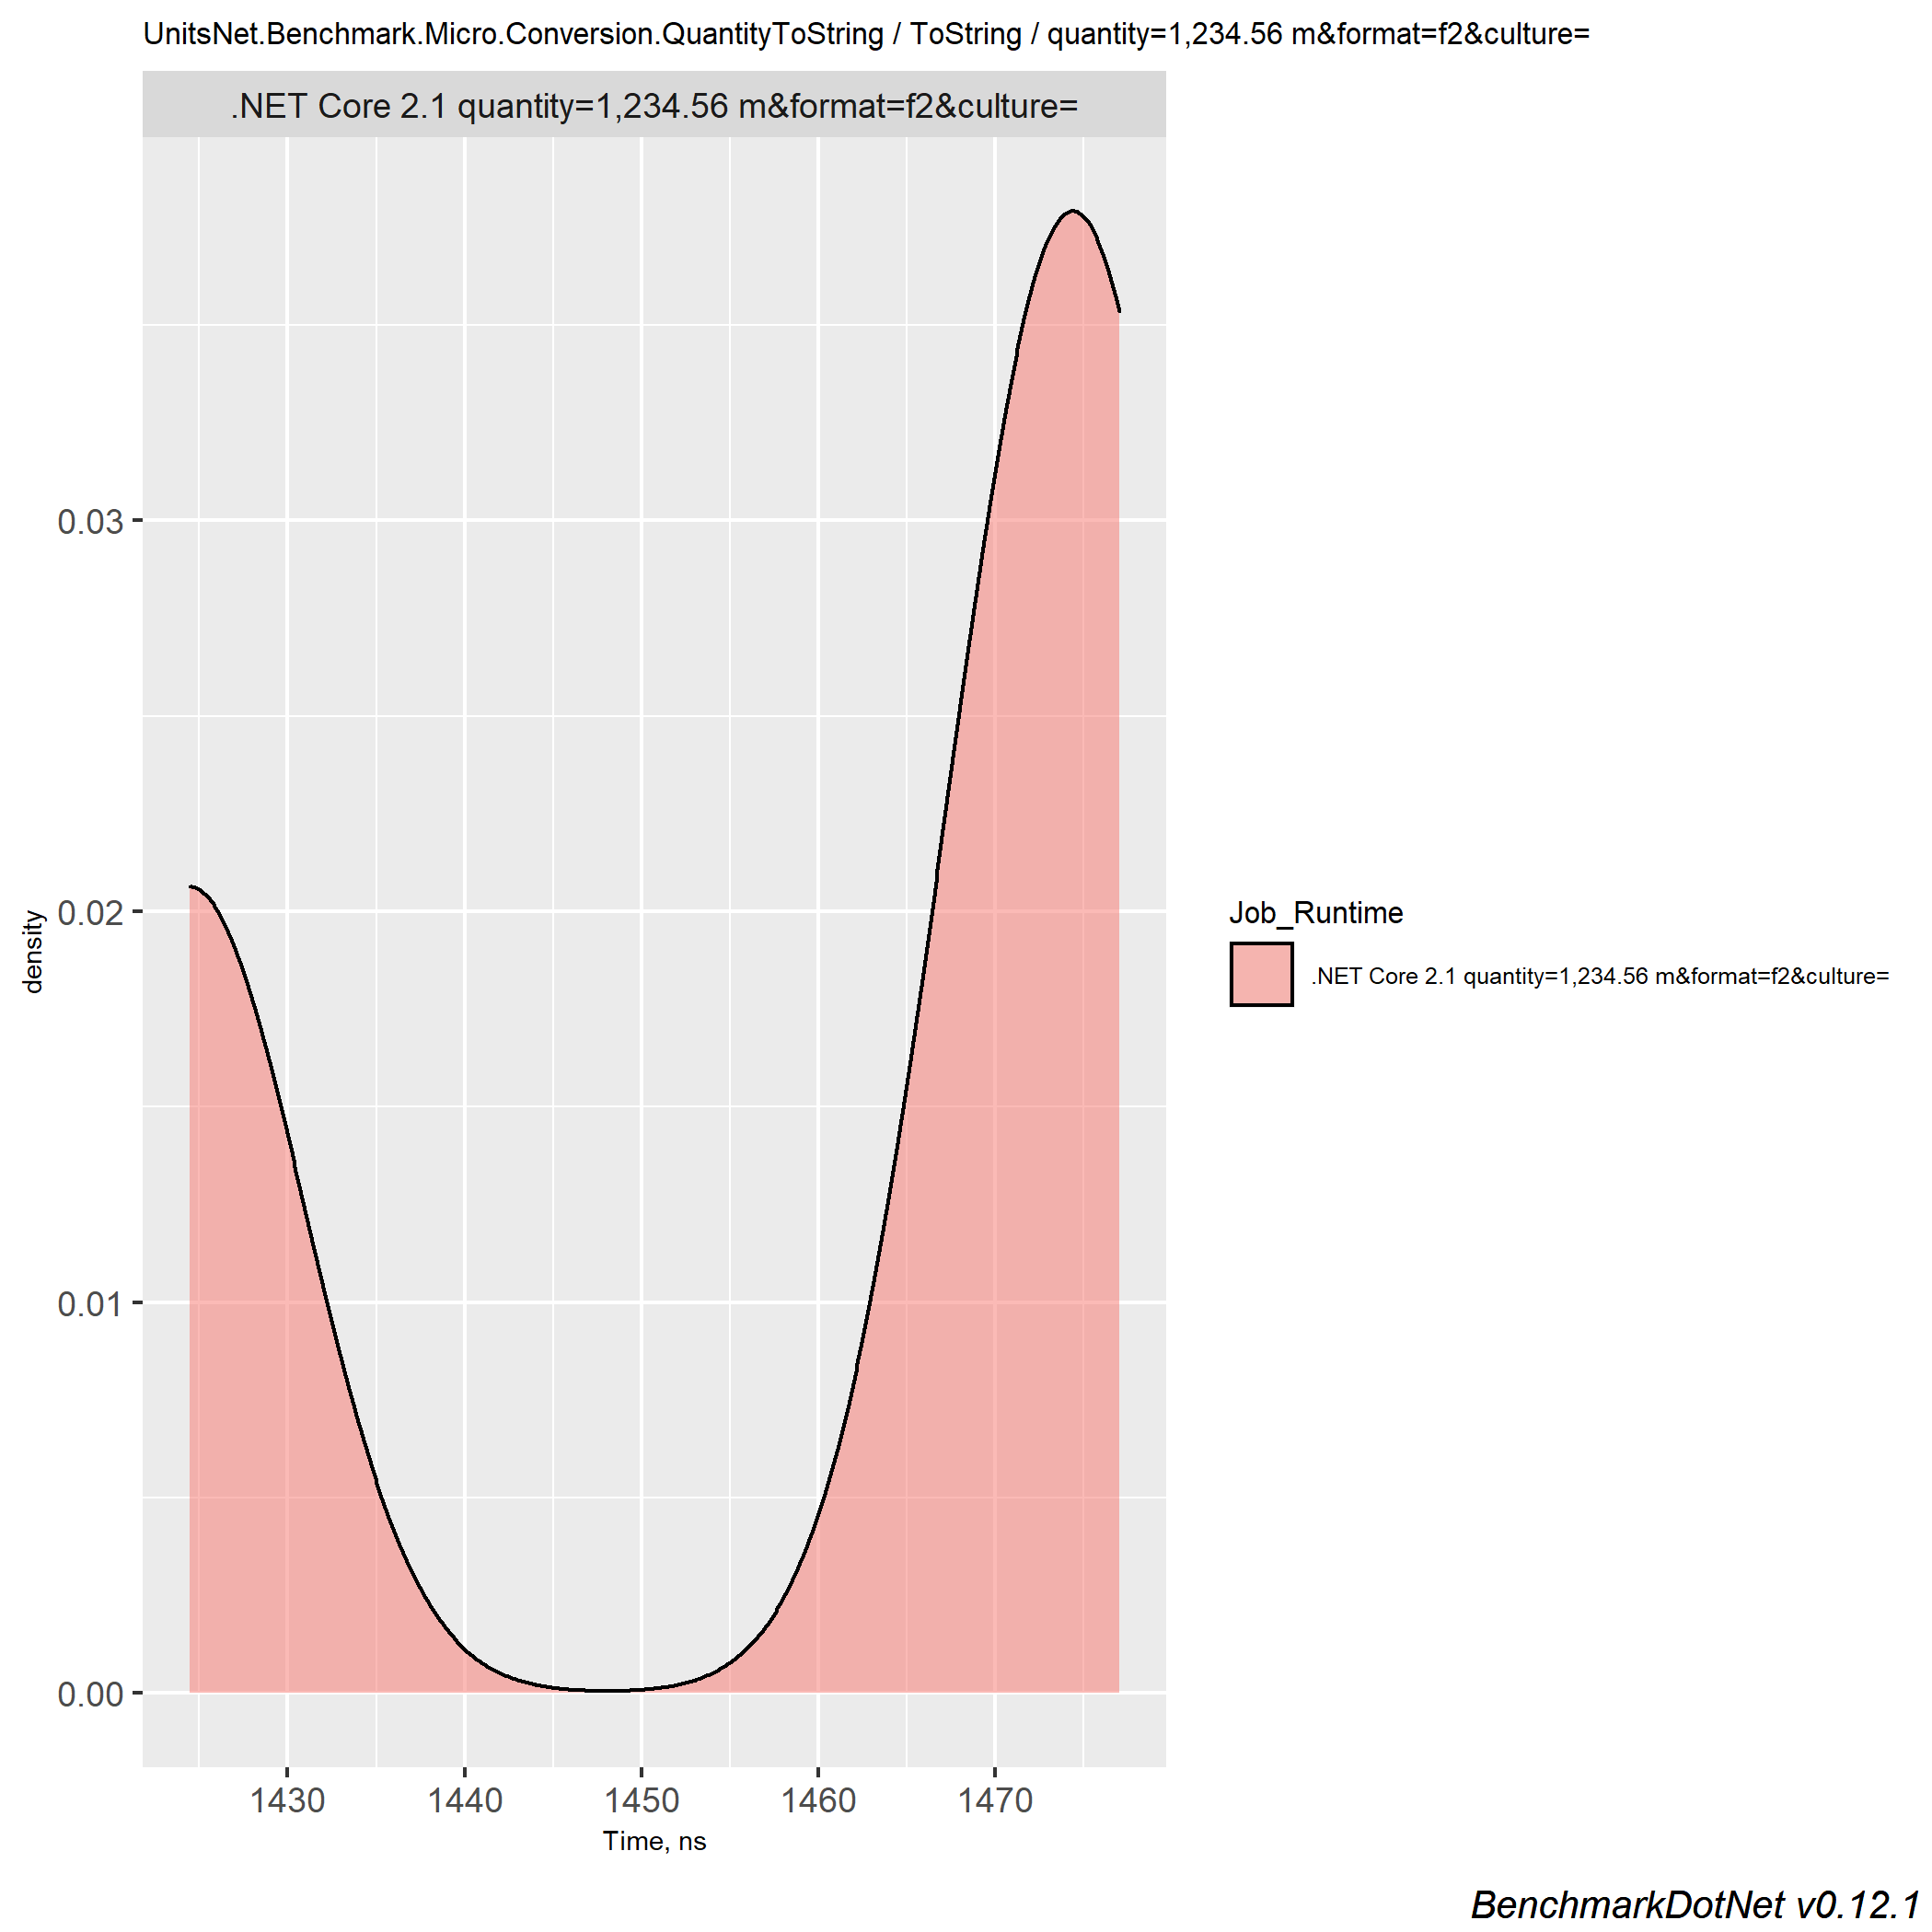 UnitsNet.Benchmark.Micro.Conversion.QuantityToString / ToString / quantity=1,234.56 m&format=f2&culture=
.NET Core 2.1 quantity=1,234.56 m&format=f2&culture=
0.03
0.02
0.01
0.00
density
1430 1440 1450 1460 1470
Time, ns
Job_Runtime
.NET Core 2.1 quantity=1,234.56 m&format=f2&culture=
BenchmarkDotNet v0.12.1